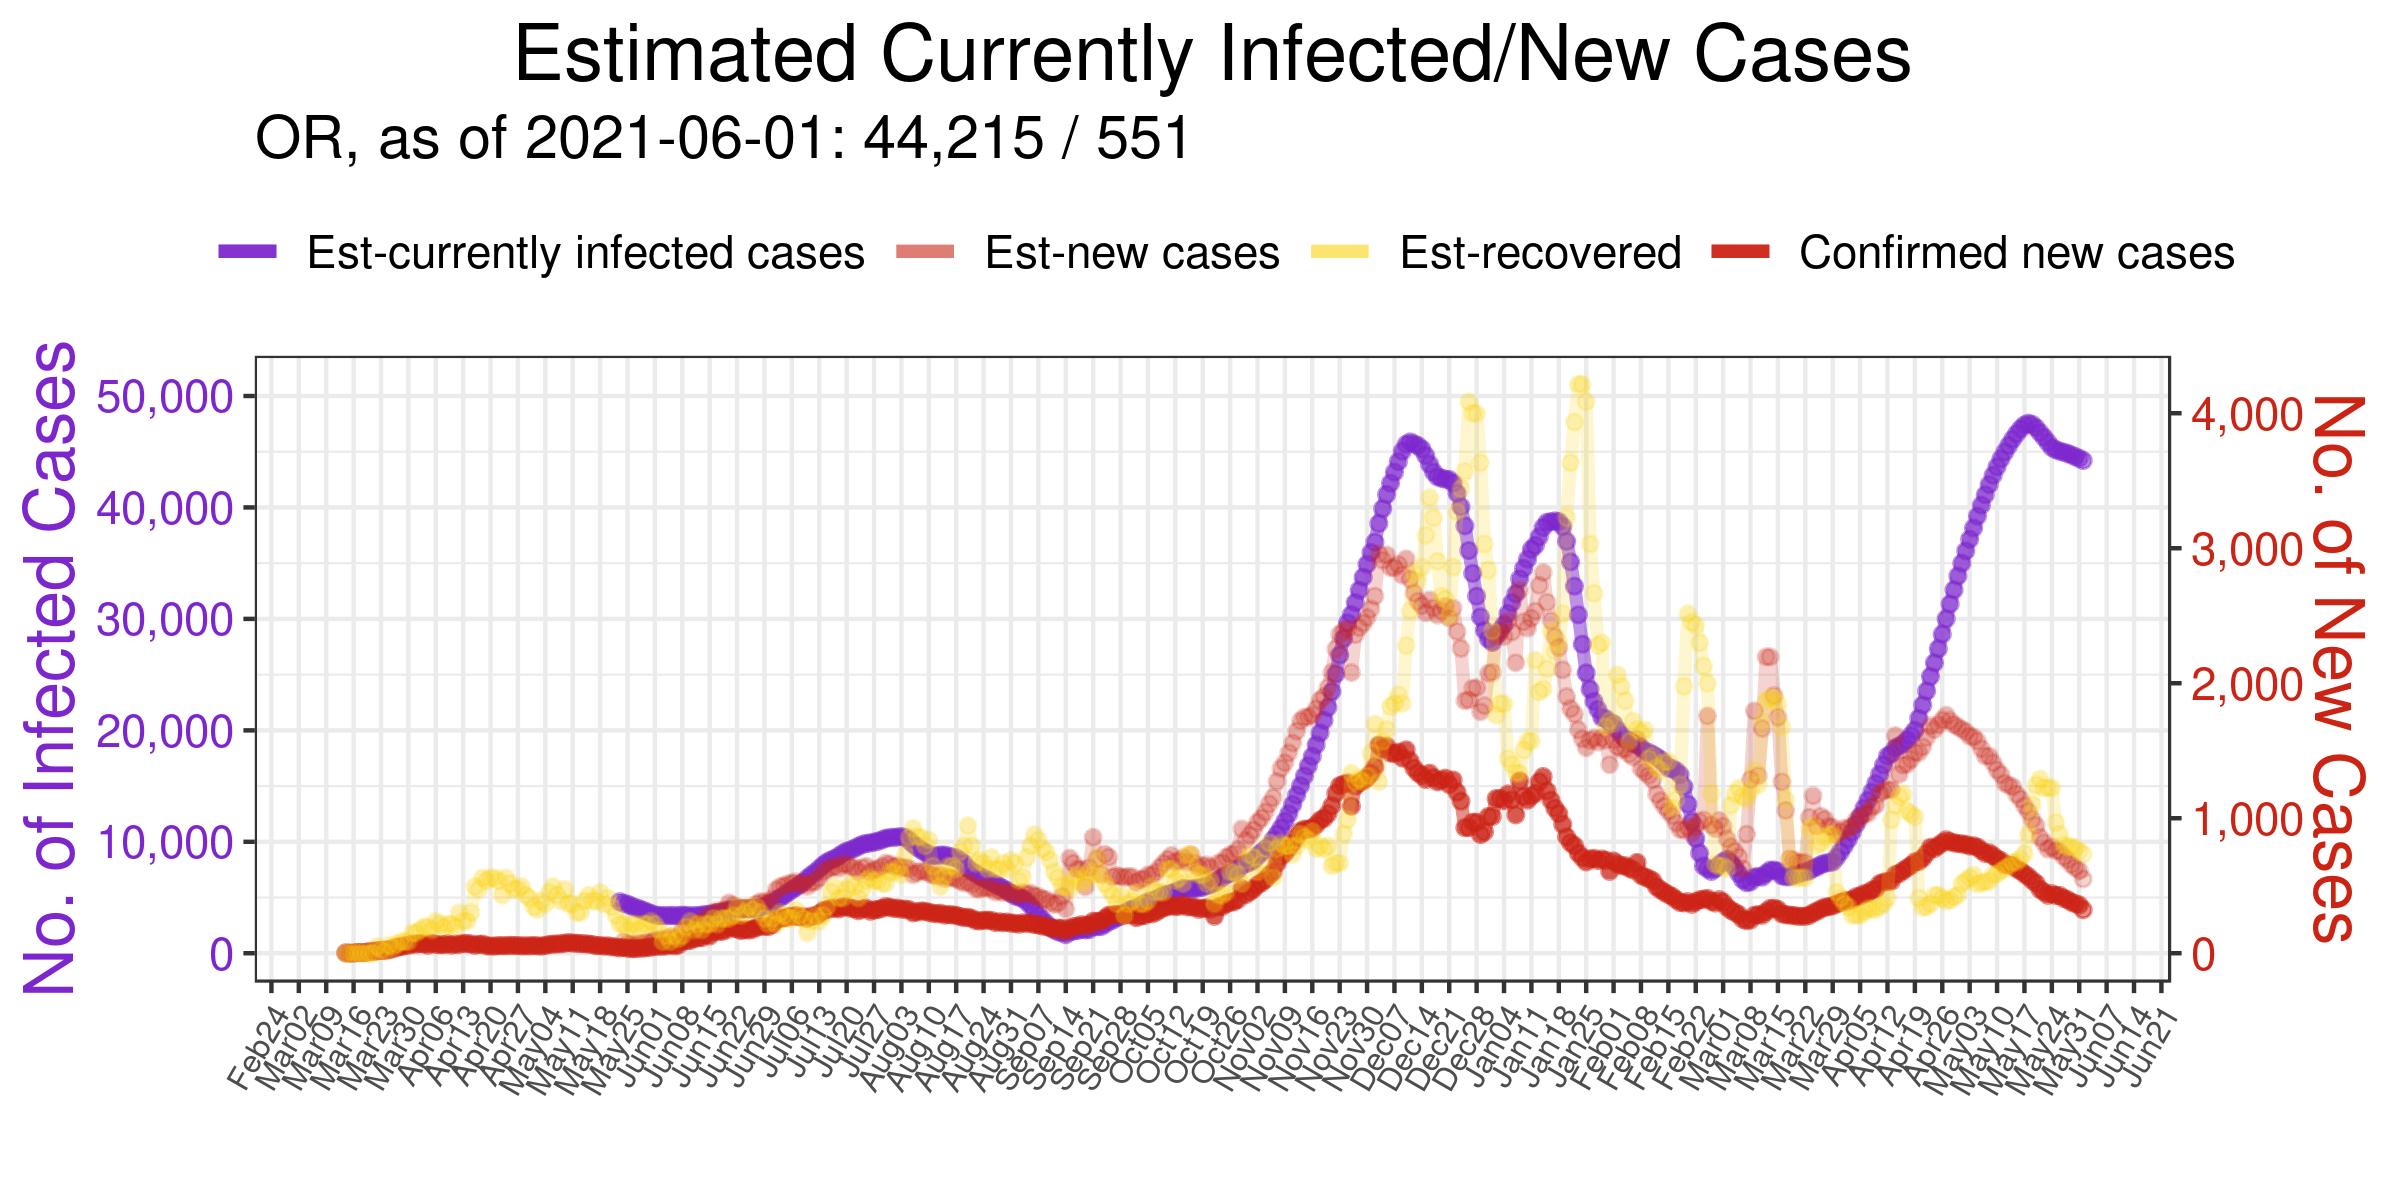 Estimated Currently Infected/New Cases
OR, as of 2021-06-01: 44,215 / 551
Est-currently infected cases Est-new cases Est-recovered Confirmed new cases
No. of Infected Cases
50,000
40,000
30,000
20,000
10,000
0
4,000
3,000
2,000
1,000
0
No. of New Cases
Feb24 Mar02 Mar09 Mar16 Mar23 Mar30 Apr06 Apr13 Apr20 Apr27 May04 May11 May18 May25 Jun01 Jun08 Jun15 Jun22 Jun29 Jul06 Jul13 Jul20 Jul27 Aug03 Aug10 Aug17 Aug24 Aug31 Sep07 Sep14 Sep21 Sep28 Oct05 Oct12 Oct19 Oct26 Nov02 Nov09 Nov16 Nov23 Nov30 Dec07 Dec14 Dec21 Dec28 Jan04 Jan11 Jan18 Jan25 Feb01 Feb08 Feb15 Feb22 Mar01 Mar08 Mar15 Mar22 Mar29 Apr05 Apr12 Apr19 Apr26 May03 May10 May17 May24 May31 Jun07 Jun14 Jun21